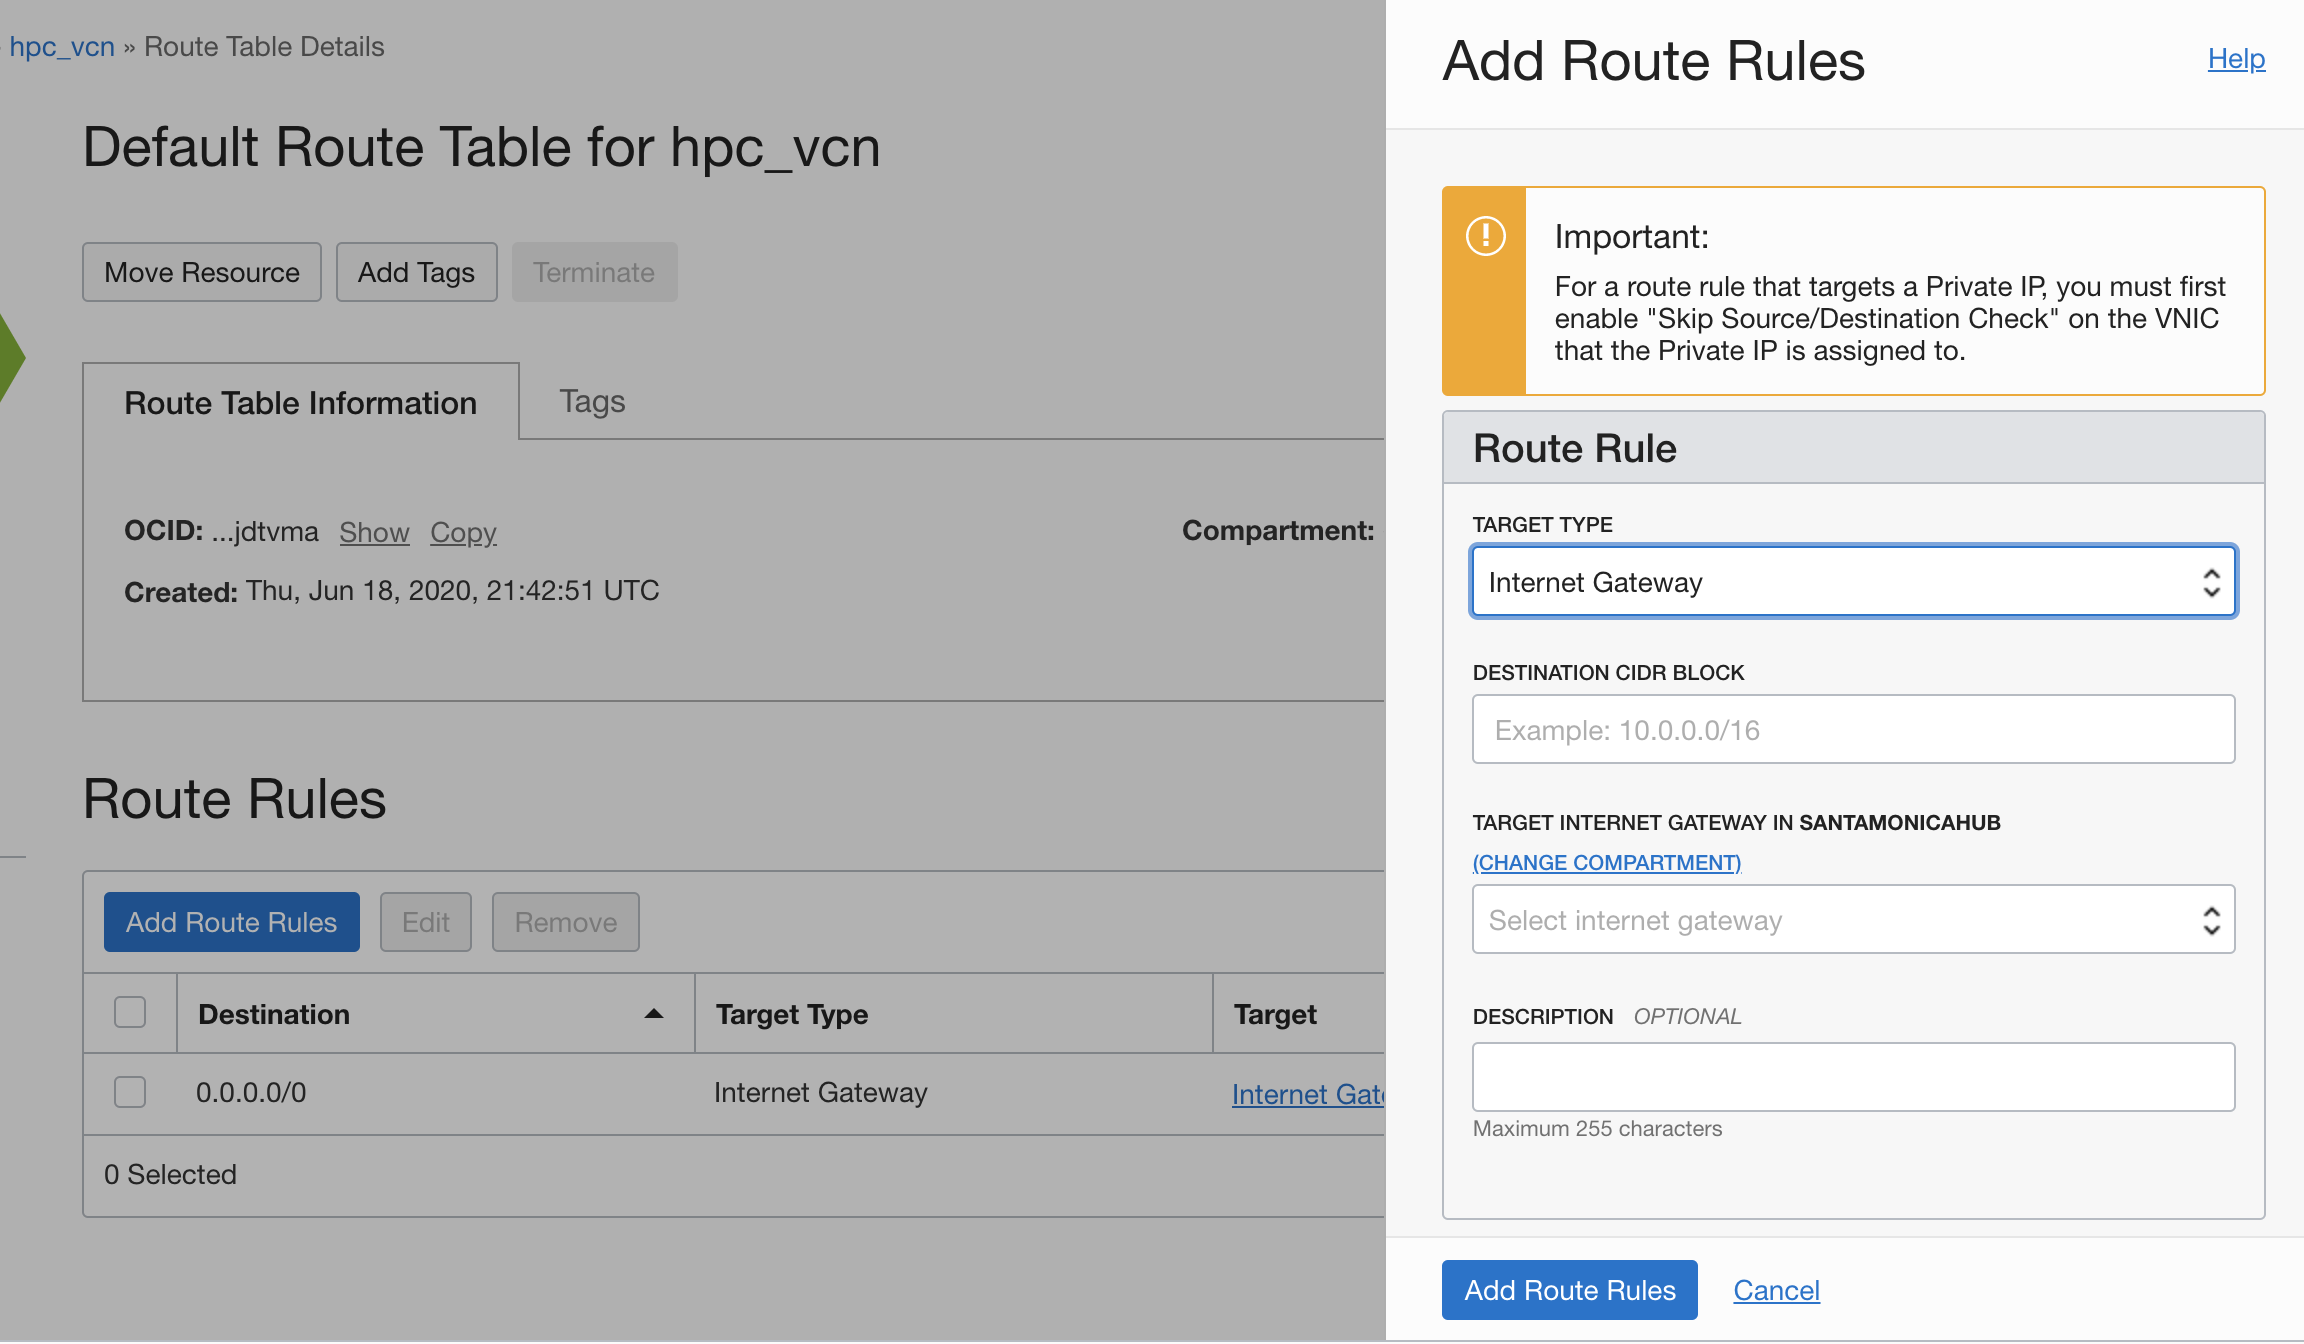 hpc_vcn » Route Table Details
Default Route Table for hpc_vcn
Move Resource Add Tags Terminate
Route Table Information Tags
OCID: ...jdtvma Show Copy Compartment:
Created: Thu, Jun 18, 2020, 21:42:51 UTC
Route Rules
Add Route Rules Edit Remove
Destination Target Type Target
0.0.0.0/0 Internet Gateway Internet Gat
0 Selected
Add Route Rules Help
Important:
For a route rule that targets a Private IP, you must first
enable "Skip Source/Destination Check" on the VNIC
that the Private IP is assigned to.
Route Rule
TARGET TYPE
Internet Gateway
DESTINATION CIDR BLOCK
Example: 10.0.0.0/16
TARGET INTERNET GATEWAY IN SANTAMONICAHUB
(CHANGE COMPARTMENT)
Select internet gateway
DESCRIPTION OPTIONAL
Maximum 255 characters
Add Route Rules Cancel